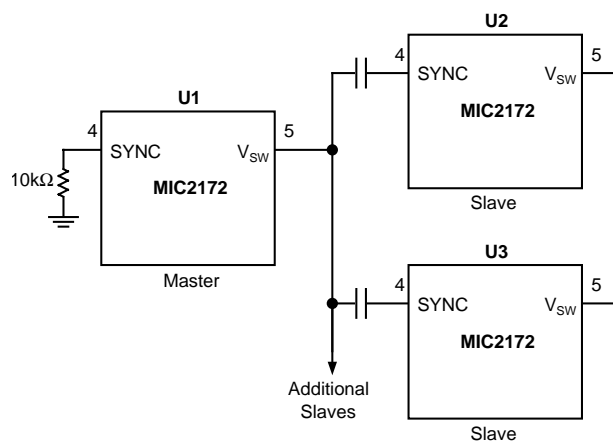 U1
4
SYNC
V_SW
5
MIC2172
10kΩ
Master
U2
4
SYNC
V_SW
5
MIC2172
Slave
U3
4
SYNC
V_SW
5
MIC2172
Slave
Additional
Slaves